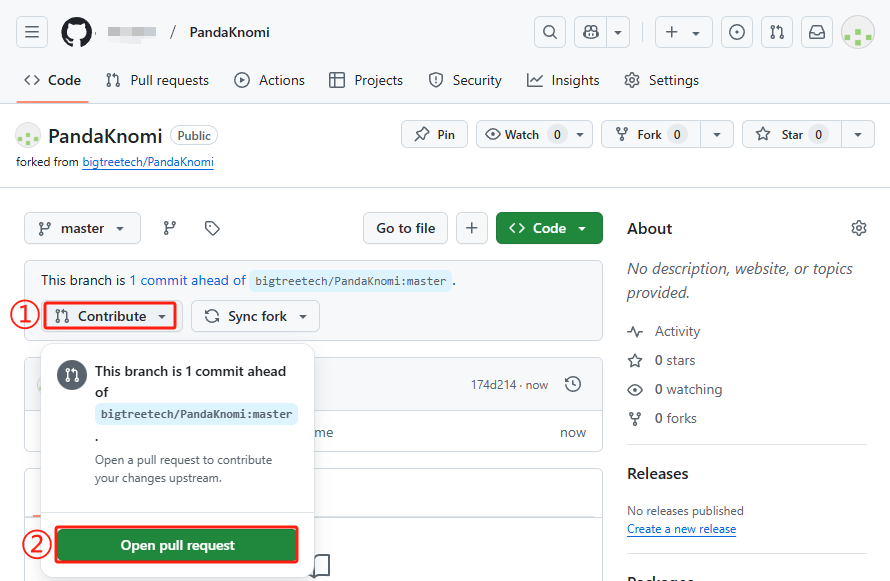 / PandaKnomi
Code Pull requests Actions Projects Security Insights Settings
PandaKnomi Public
Pin Watch 0 Fork 0 Star 0
forked from bigtreetech/PandaKnomi
master Go to file Code
About
This branch is 1 commit ahead of bigtreetech/PandaKnomi:master .
No description, website, or topics
provided.
① Contribute Sync fork
Activity
0 stars
0 watching
0 forks
This branch is 1 commit ahead
of
bigtreetech/PandaKnomi:master
.
Open a pull request to contribute
your changes upstream.
174d214 · now
me now
② Open pull request
Releases
No releases published
Create a new release